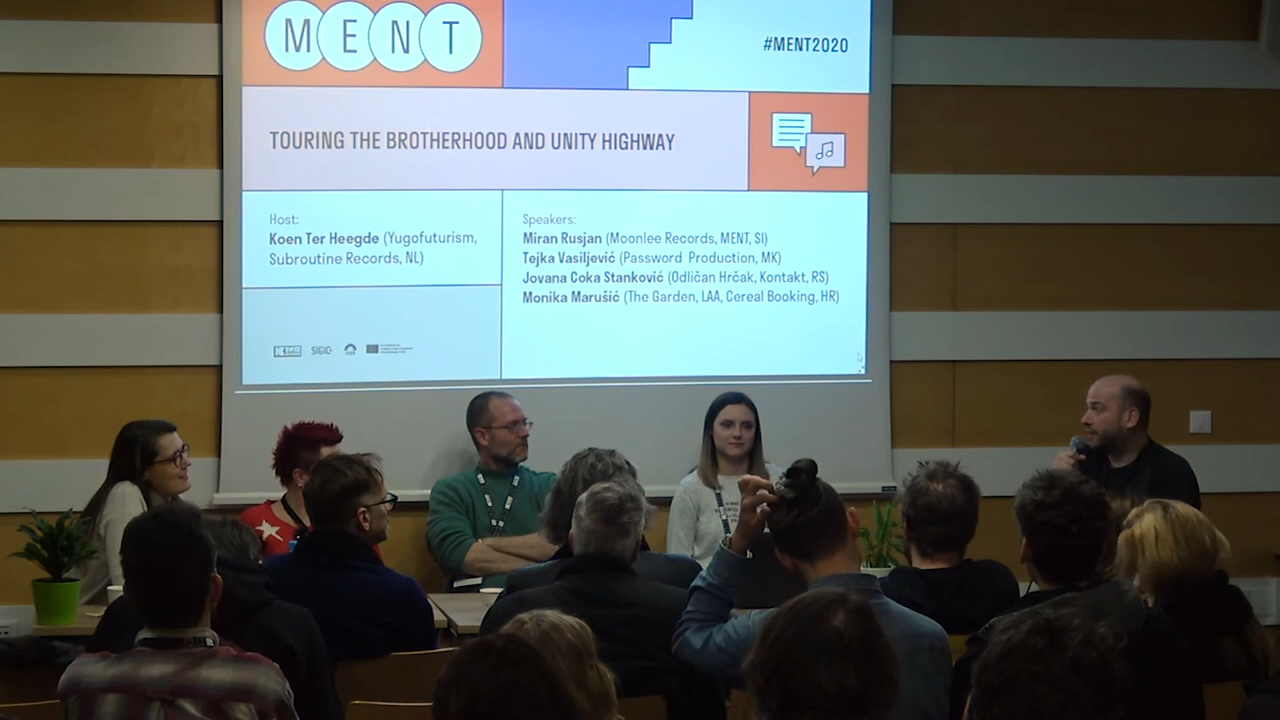 MENT
#MENT2020
TOURING THE BROTHERHOOD AND UNITY HIGHWAY
Host:
Koen Ter Heegde (Yugofuturism,
Subroutine Records, NL)
Speakers:
Miran Rusjan (Moonlee Records, MENT, SI)
Tejka Vasiljević (Password Production, MK)
Jovana Coka Stanković (Odličan Hrčak, Kontakt, RS)
Monika Marušić (The Garden, LAA, Cereal Booking, HR)
SIGIC